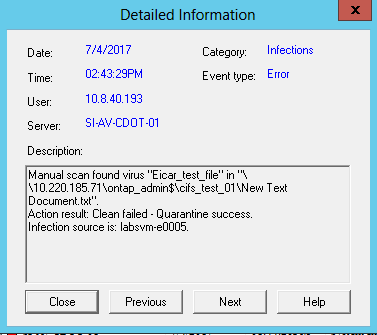 Detailed Information
x
Date: 7/4/2017 Category: Infections
Time: 02:43:29PM Event type: Error
User: 10.8.40.193
Server: SI-AV-CDOT-01
Description:
Manual scan found virus "Eicar_test_file" in "\
\10.220.185.71\ontap_admin$\cifs_test_01\New Text
Document.txt".
Action result: Clean failed - Quarantine success.
Infection source is: labsvm-e0005.
Close Previous Next Help